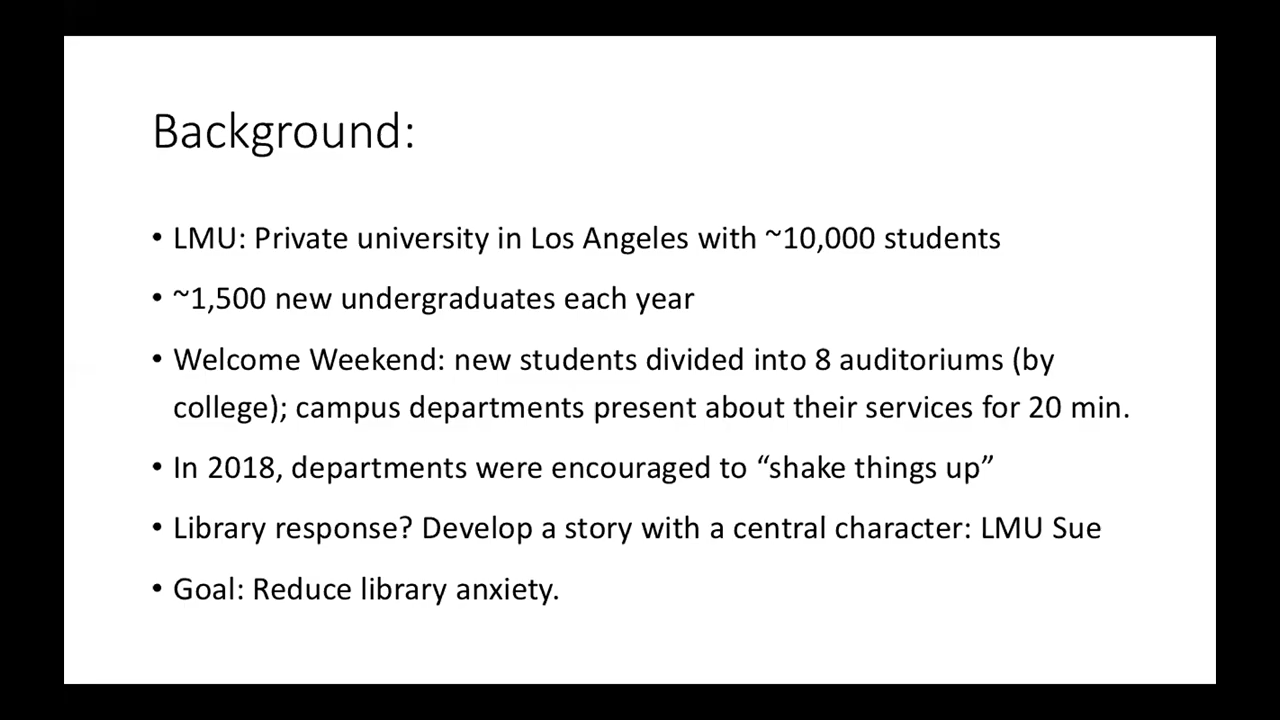 Background:
• LMU: Private university in Los Angeles with ~10,000 students
• ~1,500 new undergraduates each year
• Welcome Weekend: new students divided into 8 auditoriums (by
college); campus departments present about their services for 20 min.
• In 2018, departments were encouraged to “shake things up”
• Library response? Develop a story with a central character: LMU Sue
• Goal: Reduce library anxiety.